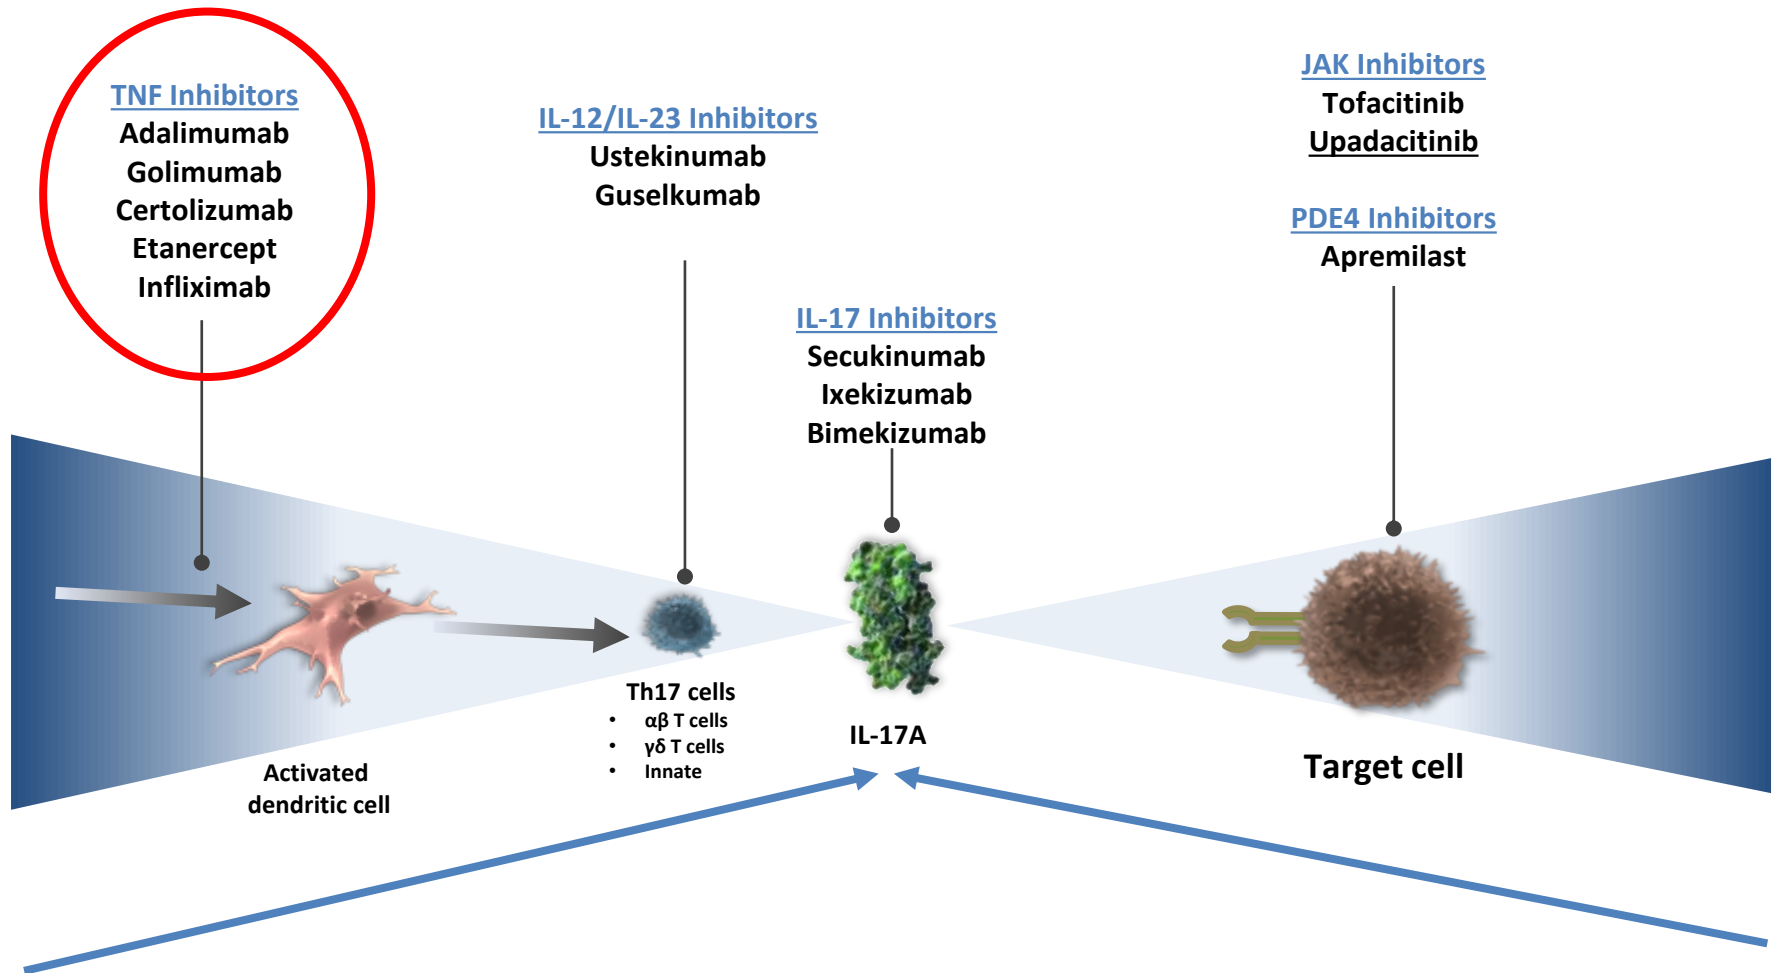 TNF Inhibitors
Adalimumab
Golimumab
Certolizumab
Etanercept
Infliximab
IL-12/IL-23 Inhibitors
Ustekinumab
Guselkumab
IL-17 Inhibitors
Secukinumab
Ixekizumab
Bimekizumab
JAK Inhibitors
Tofacitinib
Upadacitinib
PDE4 Inhibitors
Apremilast
Activated
dendritic cell
Th17 cells
• αβ T cells
• γδ T cells
• Innate
IL-17A
Target cell